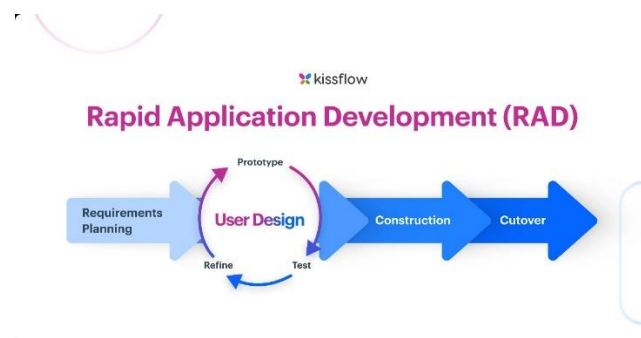 kissflow
Rapid Application Development (RAD)
Prototype
Requirements
Planning
User Design
Construction
Cutover
Refine
Test